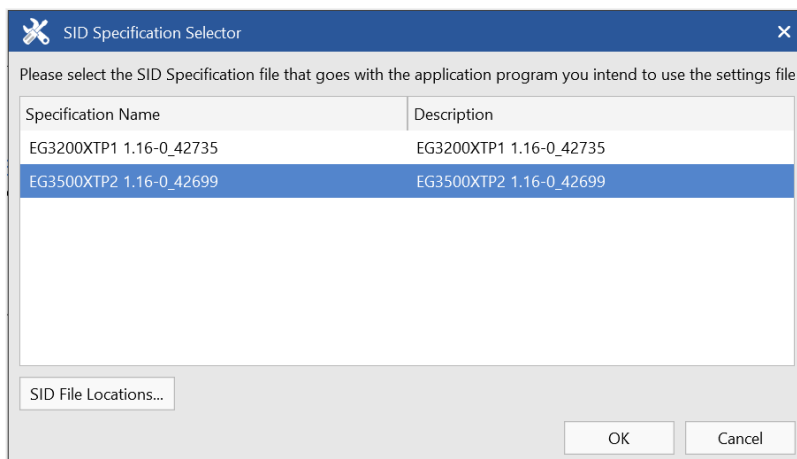 SID Specification Selector
Please select the SID Specification file that goes with the application program you intend to use the settings file
Specification Name Description
EG3200XTP1 1.16-0_42735 EG3200XTP1 1.16-0_42735
EG3500XTP2 1.16-0_42699 EG3500XTP2 1.16-0_42699
SID File Locations...
OK Cancel